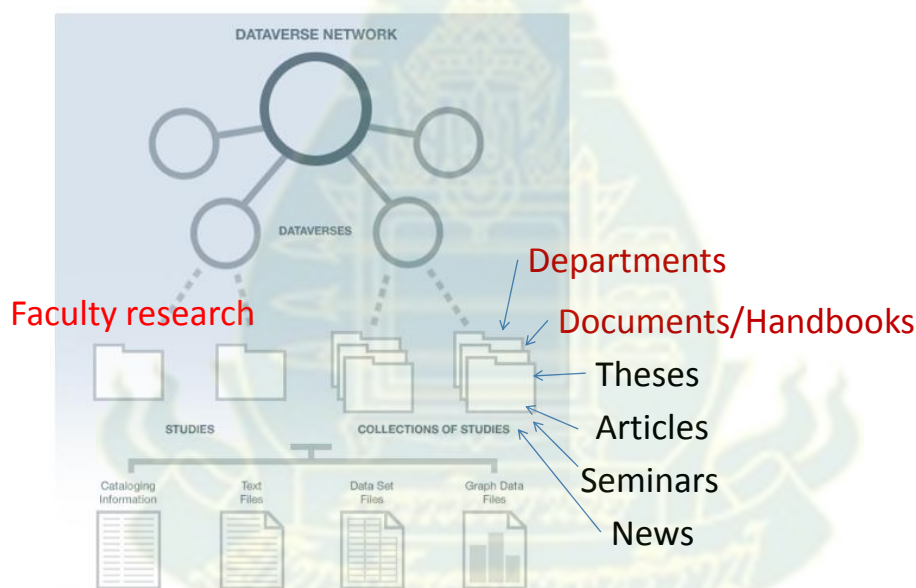 DATAVERSE NETWORK
DATAVERSES
Departments
Faculty research
Documents/Handbooks
Theses
STUDIES
COLLECTIONS OF STUDIES
Articles
Cataloging
Information
Text
Files
Data Set
Files
Graph Data
Files
Seminars
News